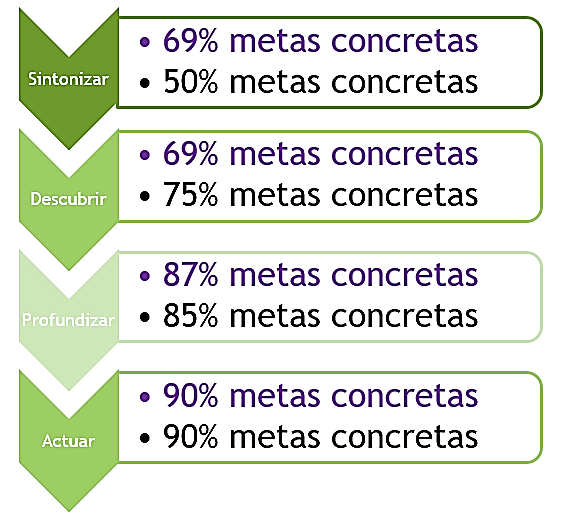 Sintonizar
• 69% metas concretas
• 50% metas concretas
Descubrir
• 69% metas concretas
• 75% metas concretas
Profundizar
• 87% metas concretas
• 85% metas concretas
Actuar
• 90% metas concretas
• 90% metas concretas